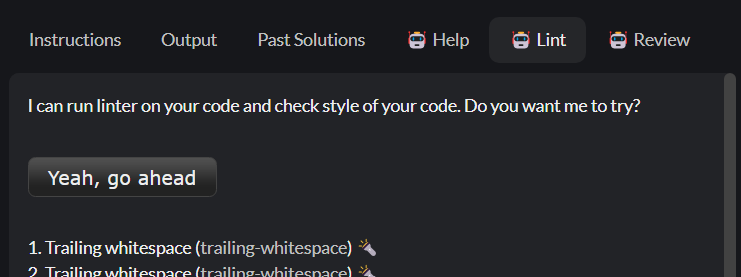 Instructions Output Past Solutions Help Lint Review
I can run linter on your code and check style of your code. Do you want me to try?
Yeah, go ahead
1. Trailing whitespace (trailing-whitespace)
2. Trailing whitespace (trailing-whitespace)